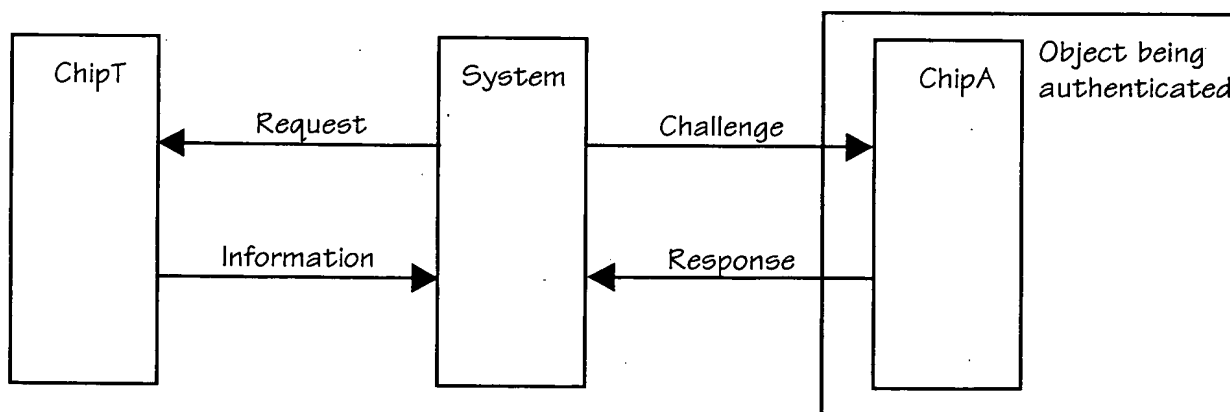 ChipT
System
ChipA
Object being
authenticated
Request
Challenge
Information
Response